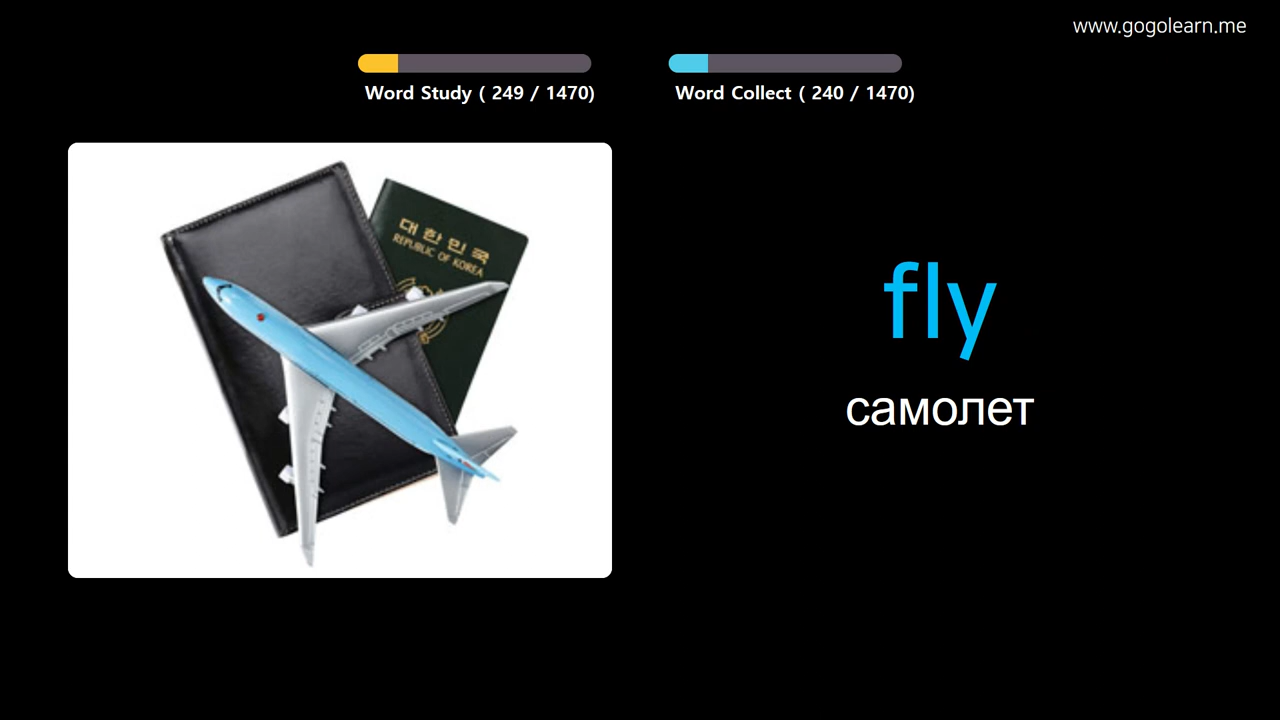 www.gogolearn.me
Word Study ( 249 / 1470)
Word Collect ( 240 / 1470)
대한민국
REPUBLIC OF KOREA
fly
самолет